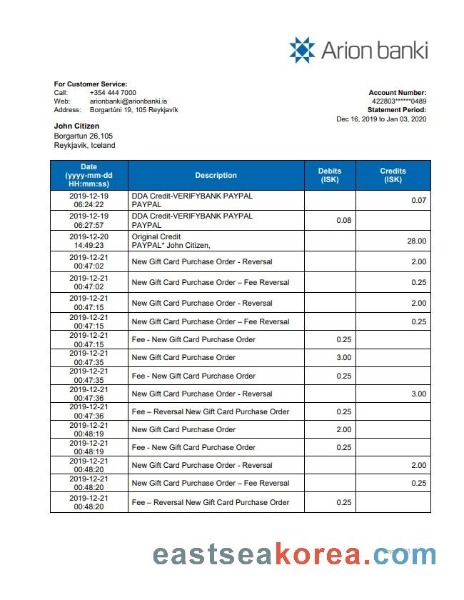 Arion banki
For Customer Service:
Call: +354 444 7000
Web: arionbanki@arionbanki.is
Address: Borgartúni 19, 105 Reykjavík
Account Number:
422803******0489
Statement Period:
Dec 16, 2019 to Jan 03, 2020
John Citizen
Borgartun 26,105
Reykjavik, Iceland
Date
(yyyy-mm-dd
HH:mm:ss)
Description
Debits
(ISK)
Credits
(ISK)
2019-12-19
06:24:22
DDA Credit-VERIFYBANK PAYPAL
PAYPAL
0.07
2019-12-19
06:27:57
DDA Credit-VERIFYBANK PAYPAL
PAYPAL
0.08
2019-12-20
14:49:23
Original Credit
PAYPAL* John Citizen,
28.00
2019-12-21
00:47:02
New Gift Card Purchase Order - Reversal
2.00
2019-12-21
00:47:02
New Gift Card Purchase Order – Fee Reversal
0.25
2019-12-21
00:47:15
New Gift Card Purchase Order - Reversal
2.00
2019-12-21
00:47:15
New Gift Card Purchase Order – Fee Reversal
0.25
2019-12-21
00:47:15
Fee - New Gift Card Purchase Order
0.25
2019-12-21
00:47:35
New Gift Card Purchase Order
3.00
2019-12-21
00:47:35
Fee - New Gift Card Purchase Order
0.25
2019-12-21
00:47:36
New Gift Card Purchase Order - Reversal
3.00
2019-12-21
00:47:36
Fee – Reversal New Gift Card Purchase Order
0.25
2019-12-21
00:48:19
New Gift Card Purchase Order
2.00
2019-12-21
00:48:19
Fee - New Gift Card Purchase Order
0.25
2019-12-21
00:48:20
New Gift Card Purchase Order - Reversal
2.00
2019-12-21
00:48:20
New Gift Card Purchase Order – Fee Reversal
0.25
2019-12-21
00:48:20
Fee – Reversal New Gift Card Purchase Order
0.25
eastseakorea.com